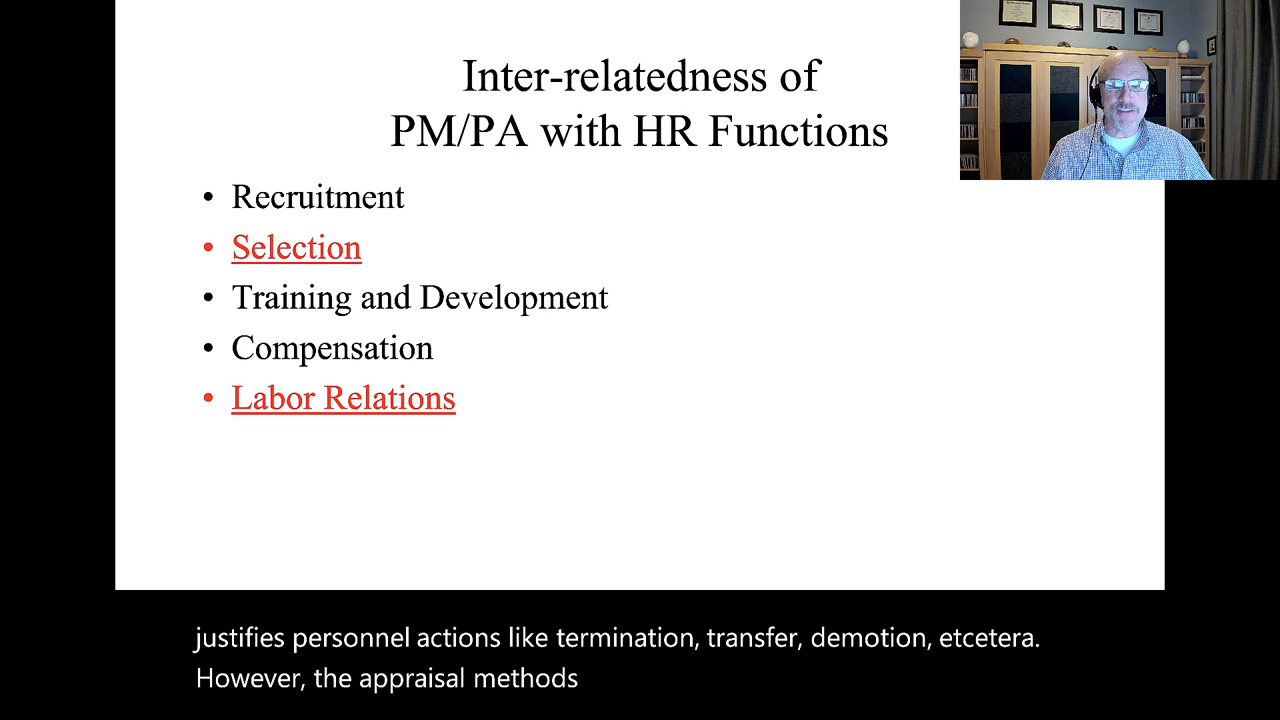 Inter-relatedness of
PM/PA with HR Functions
• Recruitment
• Selection
• Training and Development
• Compensation
• Labor Relations
justifies personnel actions like termination, transfer, demotion, etcetera.
However, the appraisal methods